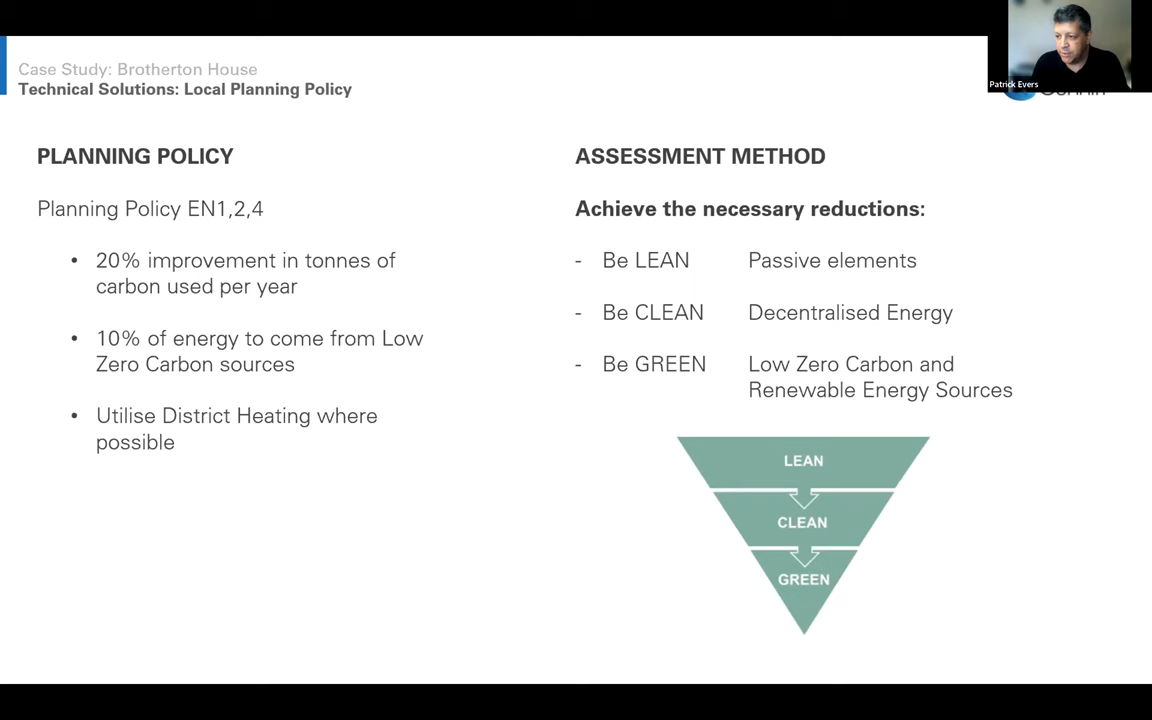 Case Study: Brotherton House
Technical Solutions: Local Planning Policy
Patrick Evers
PLANNING POLICY
Planning Policy EN1,2,4
• 20% improvement in tonnes of
carbon used per year
• 10% of energy to come from Low
Zero Carbon sources
• Utilise District Heating where
possible
ASSESSMENT METHOD
Achieve the necessary reductions:
- Be LEAN Passive elements
- Be CLEAN Decentralised Energy
- Be GREEN Low Zero Carbon and
Renewable Energy Sources
LEAN
CLEAN
GREEN